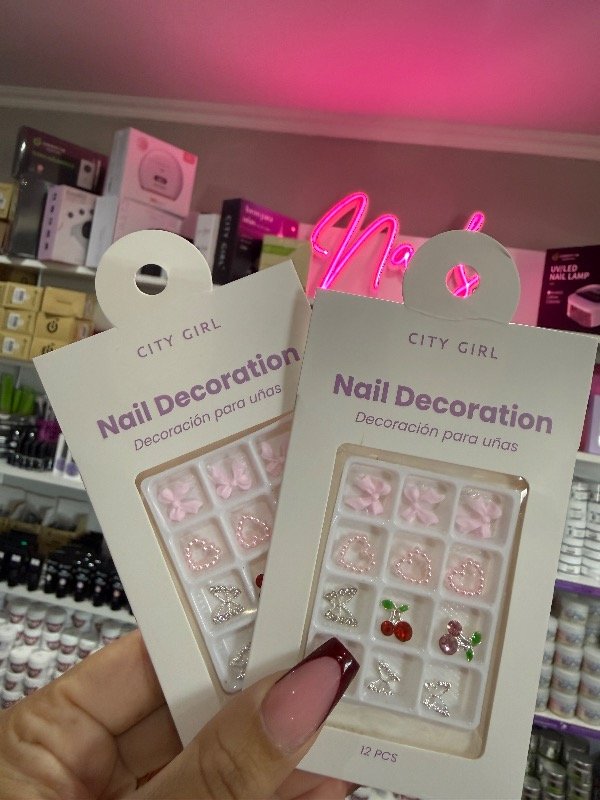 CITY GIRL
Nail Decoration
Decoración para uñas
CITY GIRL
Nail Decoration
Decoración para uñas
12 PCS
UV/LED
NAIL LAMP